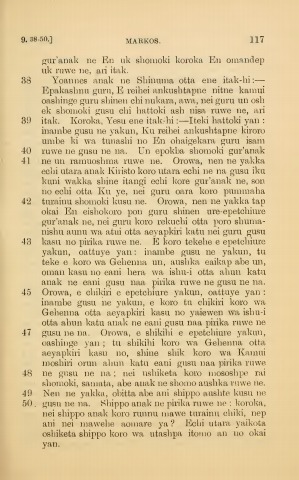 9. 38-50.] MARKOS. 117
gur'anak ne En uk shomoki koroka En omandep
uk ruwe ne, ari itak.
38 Yoannes anak ne Shinuma otta ene itak-hi:—
Epakashnu guru, E reihei ankushtapne nitne kamui
oashinge guru shinen chi nukara, awa, nei guru un osh
ek shomoki gusu chi hattoki ash nisa ruwe ne, ari
39 itak. Koroka, Yesu ene itak-hi:—Iteki hattoki yan:
inambe gusu ne yakun, Ku reihei ankushtapne kiroro
umbe ki wa tunashi no En ohaigekara guru isam
40 ruwe ne gusu ne na. Un epokba shomoki gur'anak
41 ne un ramuoshma ruwe ne. Orowa, nen ne yakka
echi utara anak Kiristo koro utara echi ne na gusu iku
kuni wakka shine itangi echi kore gur'anak ne, son
no echi otta Ku ye, nei guru oara koro pummaha
42 turainu shomoki kusu ne. Orowa, nen ne yakka tap
okai En eishokoro pon guru shinen ure-epetchiure
gur'anak ne, nei guru koro rekuchi otta poro shuma-
nishu aunu wa atui otta aeyapkiri katu nei guru gusu
43 kasu no pirika ruwe ne. E koro tekehe e epetchiure
yakun, oattuye yan: inambe gusu ne yakun, tu
teke e koro wa Gehenna un, aushka eaikap abe un,
oman kasu no eani hera wa ishu-i otta ahun katu
anak ne eani gusu naa pirika ruwe ne gusu ne na.
45 Orowa, e chikiri e epetchiure yakun, oattuye yan:
inambe gusu ne yakun, e koro tu chikiri koro wa
Gehenna otta aeyapkiri kasu no yaiewen wa ishu-i
otta ahun katu anak ne eani gusu naa pirika ruwe ne
47 gusu ne na. Orowa, e shikihi e epetchiure yakun,
oashinge yan; tu shikihi koro wa Gehenna otta
aeyapkiri kasu no, shine shik koro wa Kamui
moshiri orun ahun katu eani gusu naa pirika ruwe
48 ne gusu ne na; nei ushiketa koro mososhpe rai
shomoki, samata, abe anak ne shomo aushka ruwe ne.
49 Nen ne yakka, obitta abe ani shippo aushte kusu ne
50 gusu ne na. Shippo anak ne pirika ruwe ne: koroka,
nei shippo anak koro runnu mawe turainu chiki, nep
ani nei mawehe aomare ya? Echi utam yaikota
oshiketa shippo koro wa utashpa itomo an no okai
yan.